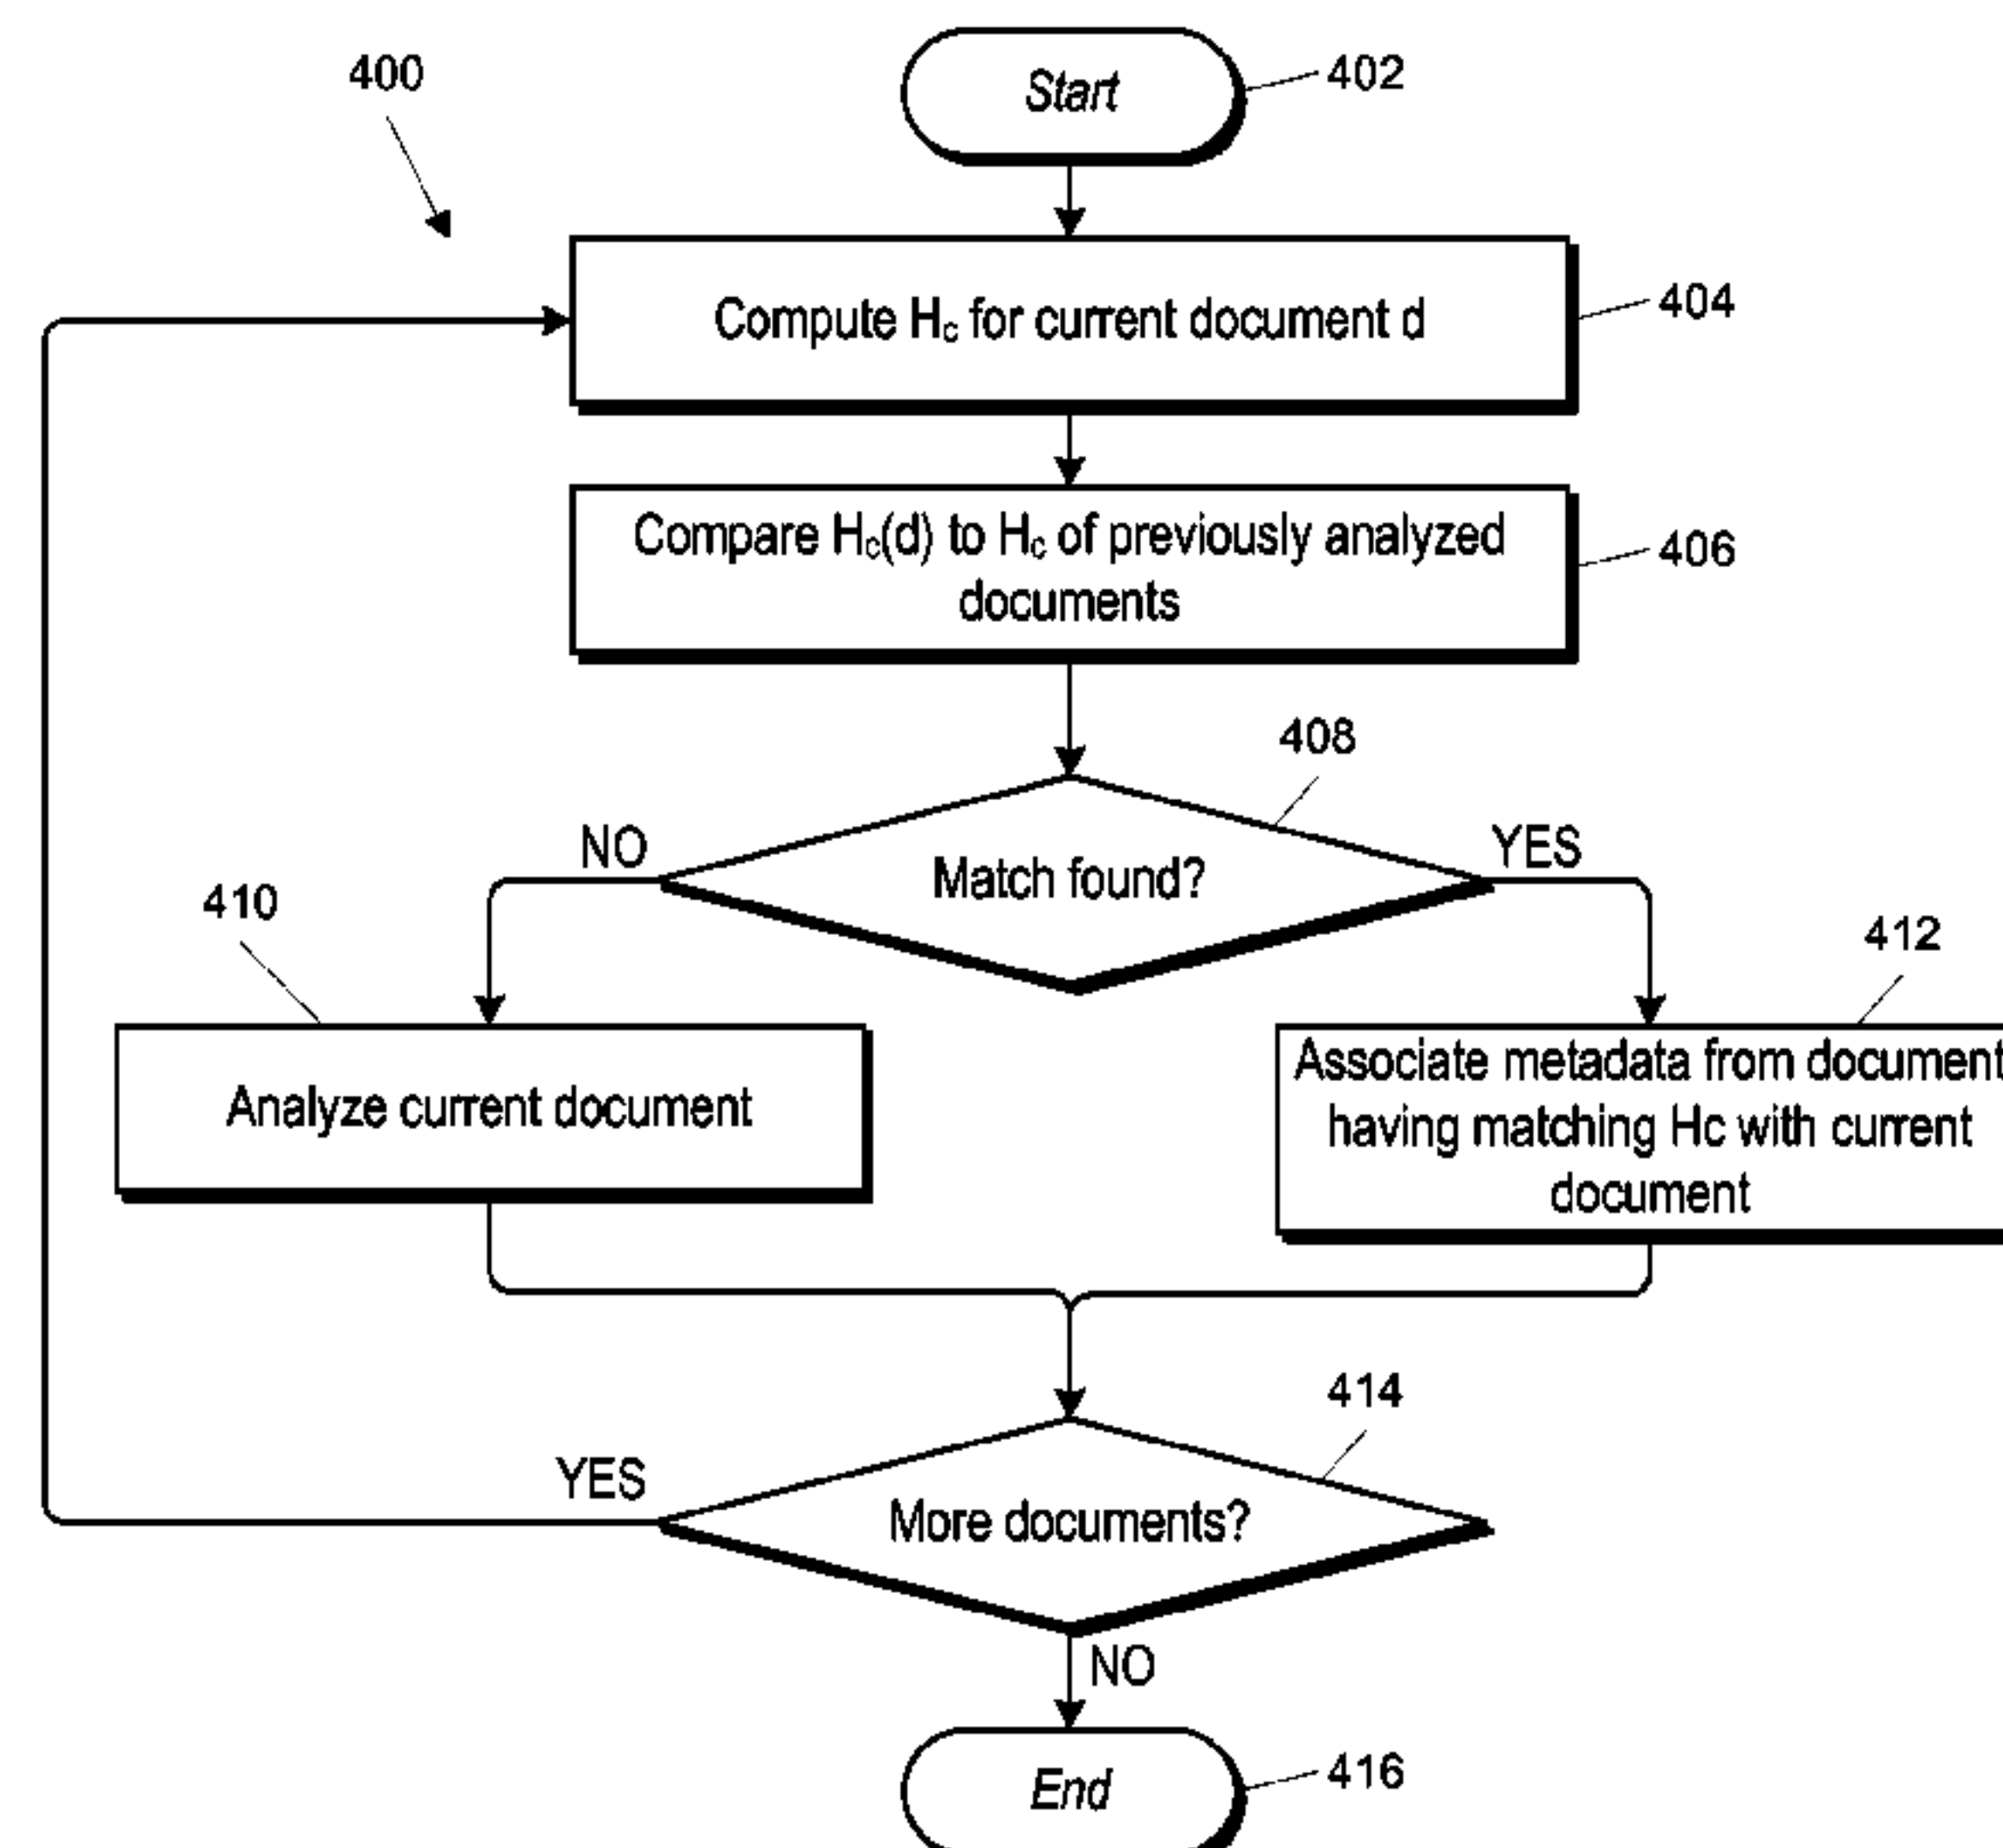 400
Start
402
Compute Hc for current document d
404
Compare Hc(d) to Hc of previously analyzed
documents
406
408
NO
Match found?
YES
410
412
Analyze current document
Associate metadata from document
having matching Hc with current
document
414
YES
More documents?
NO
End
416